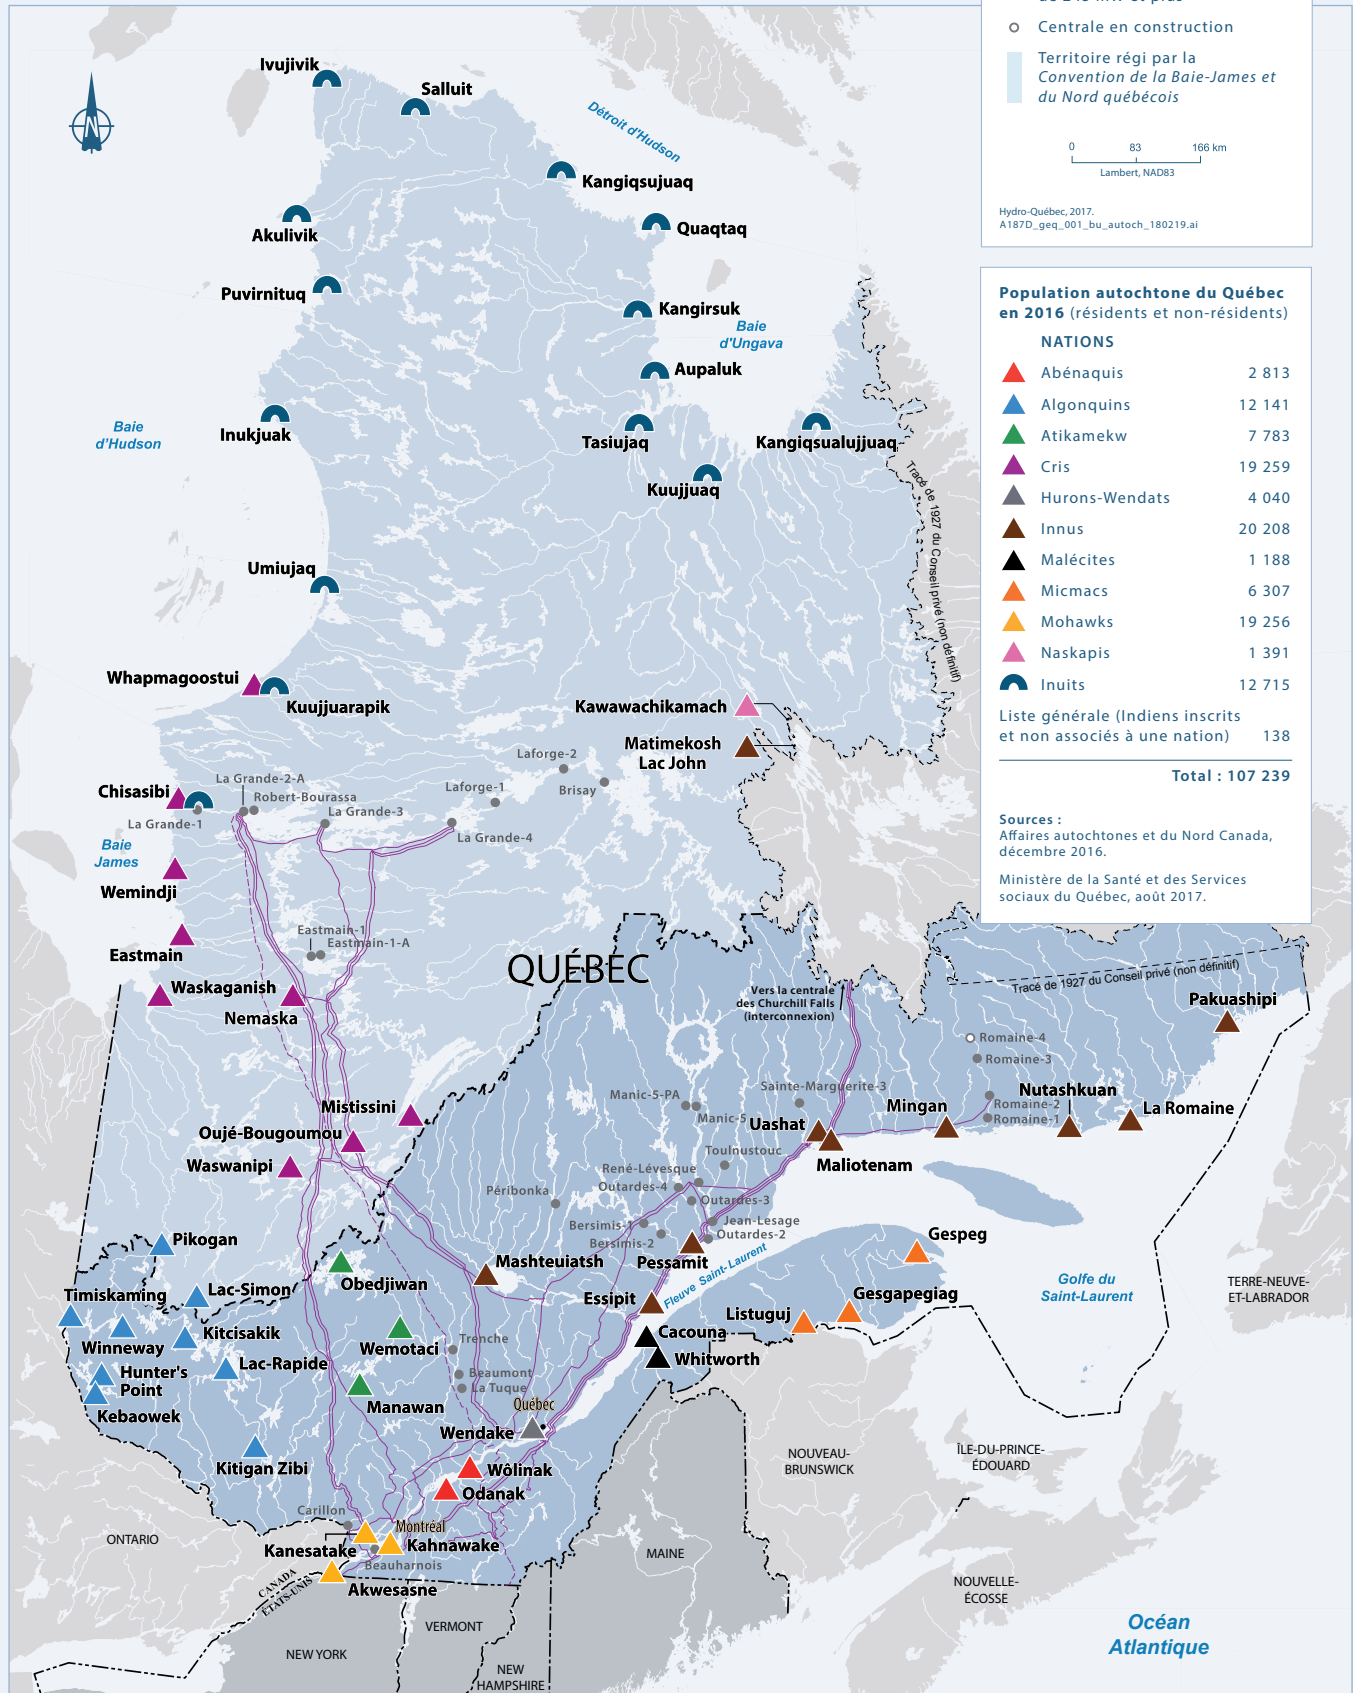 Centrale en construction
Territoire régi par la
Convention de la Baie-James et
du Nord québécois
0 83 166 km
Lambert, NAD83
Hydro-Québec, 2017.
A187D_geq_001_bu_autoch_180219.ai
Population autochtone du Québec
en 2016 (résidents et non-résidents)
NATIONS
Abénaquis 2 813
Algonquins 12 141
Atikamekw 7 783
Cris 19 259
Hurons-Wendats 4 040
Innus 20 208
Malécites 1 188
Micmacs 6 307
Mohawks 19 256
Naskapis 1 391
Inuits 12 715
Liste générale (Indiens inscrits
et non associés à une nation) 138
Total : 107 239
Sources :
Affaires autochtones et du Nord Canada,
décembre 2016.
Ministère de la Santé et des Services
sociaux du Québec, août 2017.
N
Ivujivik
Salluit
Détroit d'Hudson
Kangiqsujuaq
Akulivik
Quaqtaq
Puvirnituq
Kangirsuk
Baie
d'Ungava
Aupaluk
Baie
d'Hudson
Inukjuak
Tasiujaq
Kangiqsualujjuaq
Kuujjuaq
Tracé de 1927 du Conseil privé (non définitif)
Umiujaq
Whapmagoostui
Kuujjuarapik
Kawawachikamach
Matimekosh
Lac John
Laforge-2
Brisay
Laforge-1
La Grande-2-A
Robert-Bourassa
La Grande-3
La Grande-4
Chisasibi
La Grande-1
Baie
James
Wemindji
Eastmain-1
Eastmain-1-A
Eastmain
QUÉBEC
Waskaganish
Nemaska
Vers la centrale
des Churchill Falls
(interconnexion)
Tracé de 1927 du Conseil privé (non définitif)
Pakuashipi
Romaine-4
Romaine-3
Romaine-2
Romaine-1
Nutashkuan
La Romaine
Mingan
Sainte-Marguerite-3
Manic-5-PA
Manic-5
Uashat
Maliotenam
Mistissini
Oujé-Bougoumou
Waswanipi
Toulnustouc
René-Lévesque
Outardes-4
Outardes-3
Péribonka
Bersimis-1
Bersimis-2
Jean-Lesage
Outardes-2
Pessamit
Fleuve Saint-Laurent
Pikogan
Obedjiwan
Mashteuiatsh
Essipit
Gespeg
Gesgapegiag
Listuguj
Golfe du
Saint-Laurent
TERRE-NEUVE-
ET-LABRADOR
Lac-Simon
Timiskaming
Winneway
Kitcisakik
Hunter's
Point
Lac-Rapide
Kebaowek
Wemotaci
Trenche
Beaumont
La Tuque
Manawan
Cacouna
Whitworth
Québec
Wendake
Kitigan Zibi
Wôlinak
Odanak
NOUVEAU-
BRUNSWICK
ÎLE-DU-PRINCE-
ÉDOUARD
Carillon
Montréal
Kanesatake
Kahnawake
Beauharnois
Akwesasne
ONTARIO
CANADA
ÉTATS-UNIS
MAINE
NOUVELLE-
ÉCOSSE
VERMONT
NEW YORK
NEW
HAMPSHIRE
Océan
Atlantique